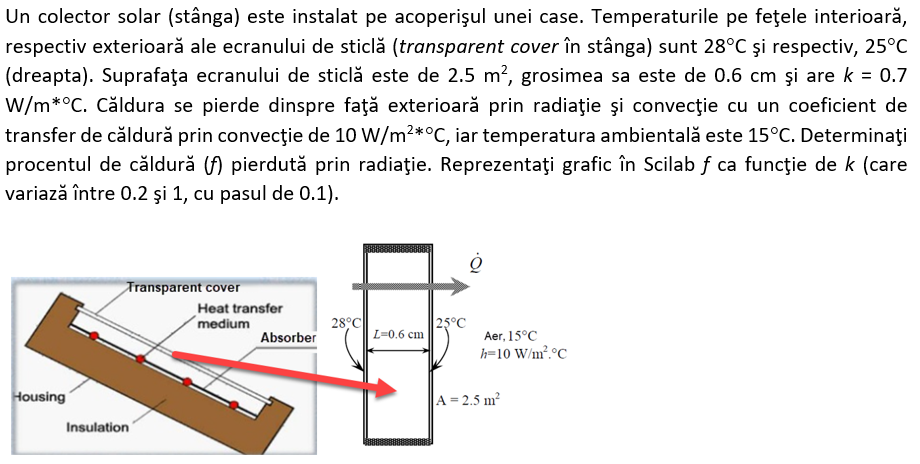 Un colector solar (stânga) este instalat pe acoperişul unei case. Temperaturile pe feţele interioară,
respectiv exterioară ale ecranului de sticlă (transparent cover în stânga) sunt 28°C şi respectiv, 25°C
(dreapta). Suprafaţa ecranului de sticlă este de 2.5 m², grosimea sa este de 0.6 cm şi are k = 0.7
W/m*°C. Căldura se pierde dinspre faţă exterioară prin radiaţie şi convecţie cu un coeficient de
transfer de căldură prin convecţie de 10 W/m²*°C, iar temperatura ambientală este 15°C. Determinaţi
procentul de căldură (f) pierdută prin radiaţie. Reprezentaţi grafic în Scilab f ca funcţie de k (care
variază între 0.2 şi 1, cu pasul de 0.1).
Transparent cover
Heat transfer
medium
Absorber
Housing
Insulation
Q̇
28°C
L=0.6 cm
25°C
Aer, 15°C
h=10 W/m².°C
A = 2.5 m²